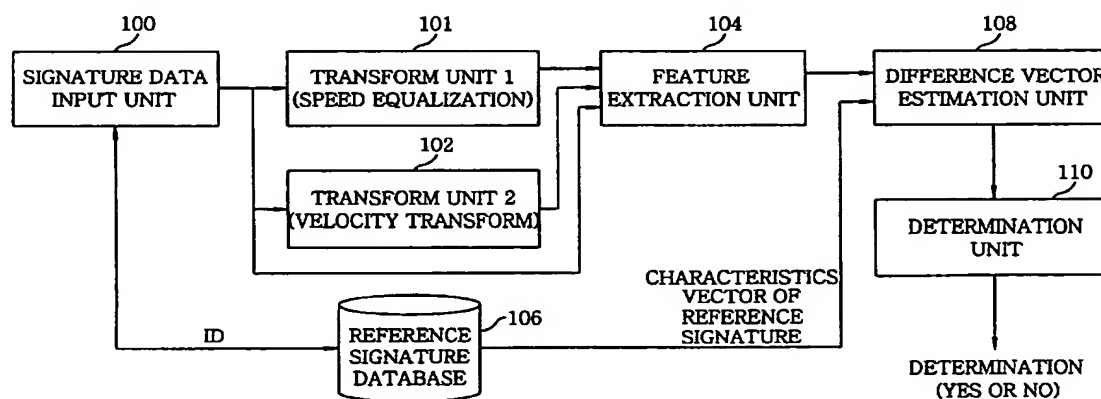 100
SIGNATURE DATA
INPUT UNIT
101
TRANSFORM UNIT 1
(SPEED EQUALIZATION)
102
TRANSFORM UNIT 2
(VELOCITY TRANSFORM)
104
FEATURE
EXTRACTION UNIT
108
DIFFERENCE VECTOR
ESTIMATION UNIT
110
DETERMINATION
UNIT
CHARACTERISTICS
VECTOR OF
REFERENCE
SIGNATURE
ID
106
REFERENCE
SIGNATURE
DATABASE
DETERMINATION
(YES OR NO)